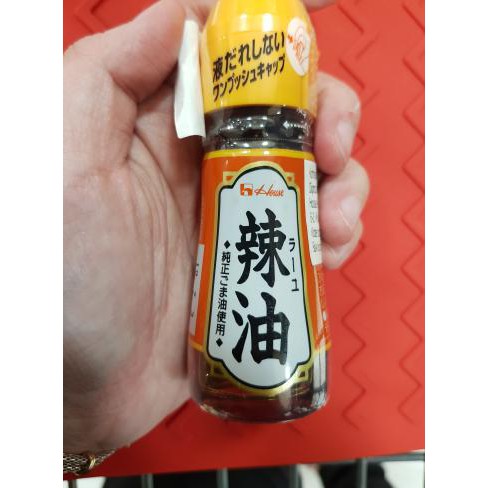 液だれしない
ワンプッシュキャップ
House
辣油
ラーユ
◆純正ごま油使用◆